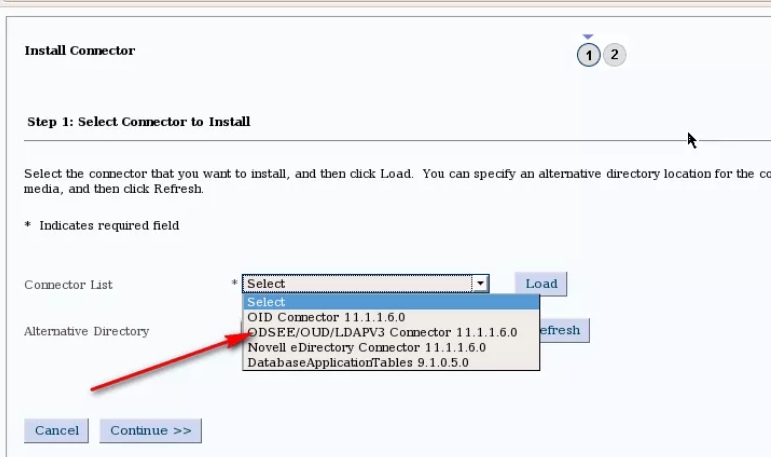 Install Connector
1 2
Step 1: Select Connector to Install
Select the connector that you want to install, and then click Load. You can specify an alternative directory location for the co
media, and then click Refresh.
* Indicates required field
Connector List * Select Load
Select
OID Connector 11.1.1.6.0
Alternative Directory ODSEE/OUD/LDAPV3 Connector 11.1.1.6.0 efresh
Novell eDirectory Connector 11.1.1.6.0
DatabaseApplicationTables 9.1.0.5.0
Cancel Continue >>